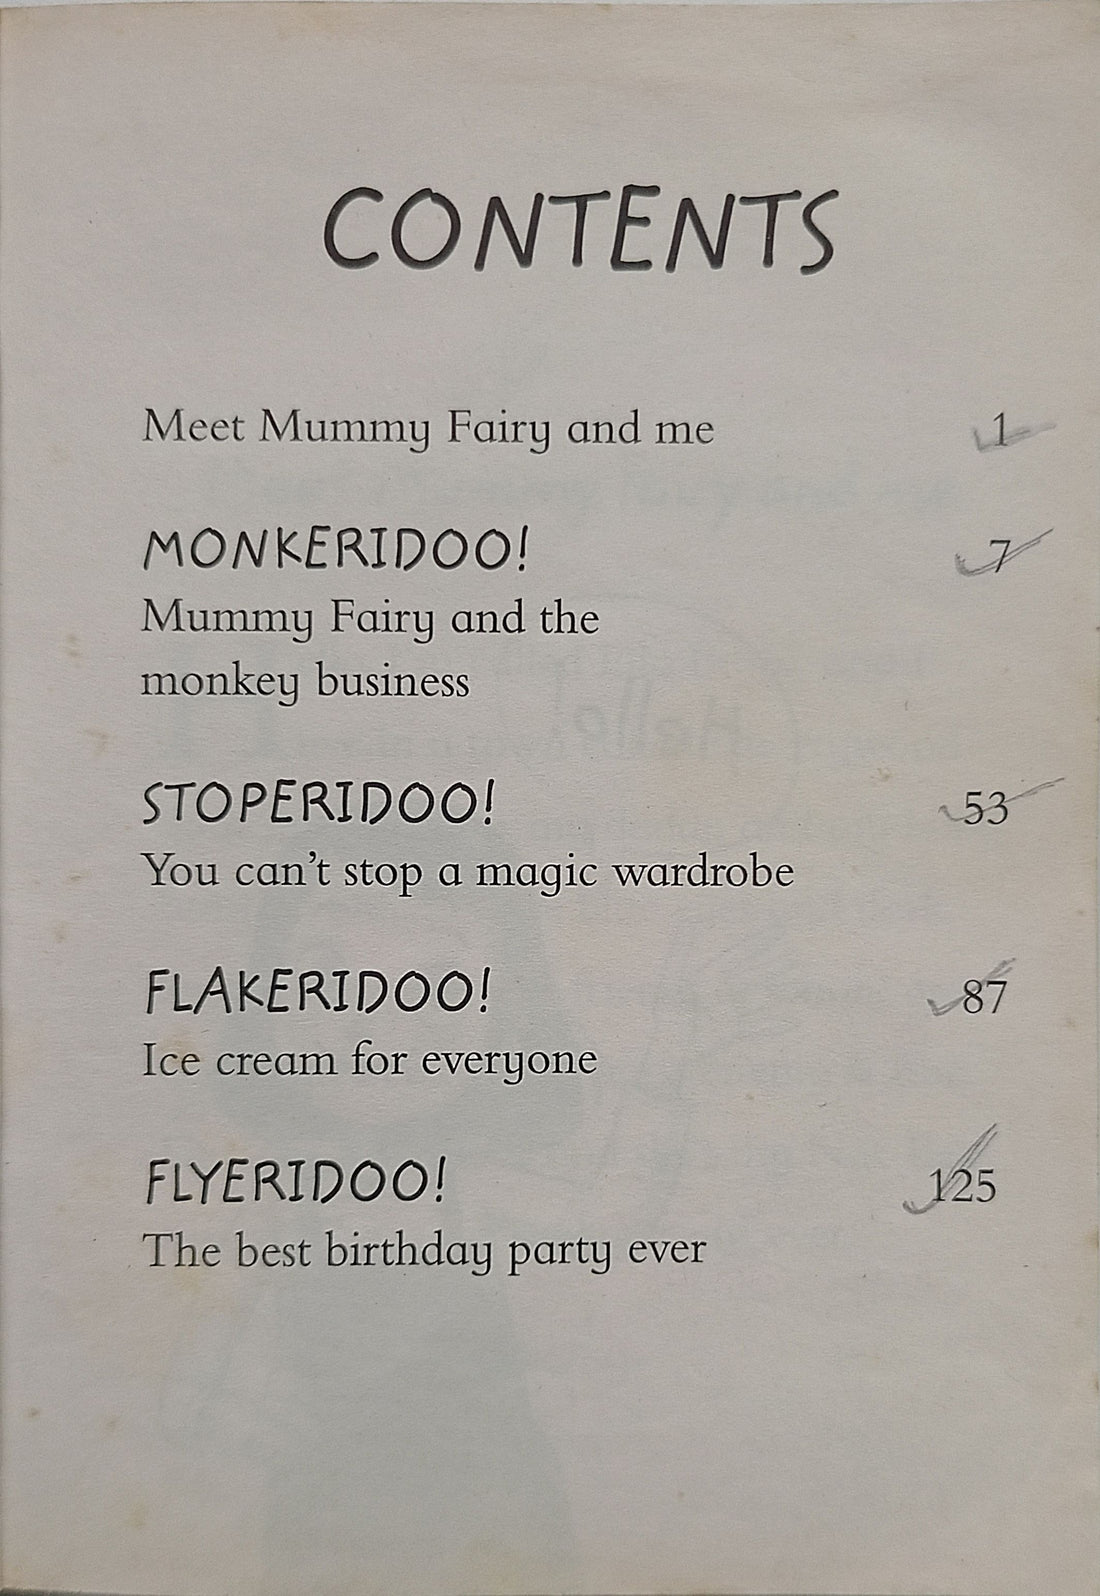 CONTENTS
Meet Mummy Fairy and me 1
MONKERIDOO! 7
Mummy Fairy and the
monkey business
STOPERIDOO! 53
You can't stop a magic wardrobe
FLAKERIDOO! 87
Ice cream for everyone
FLYERIDOO! 125
The best birthday party ever